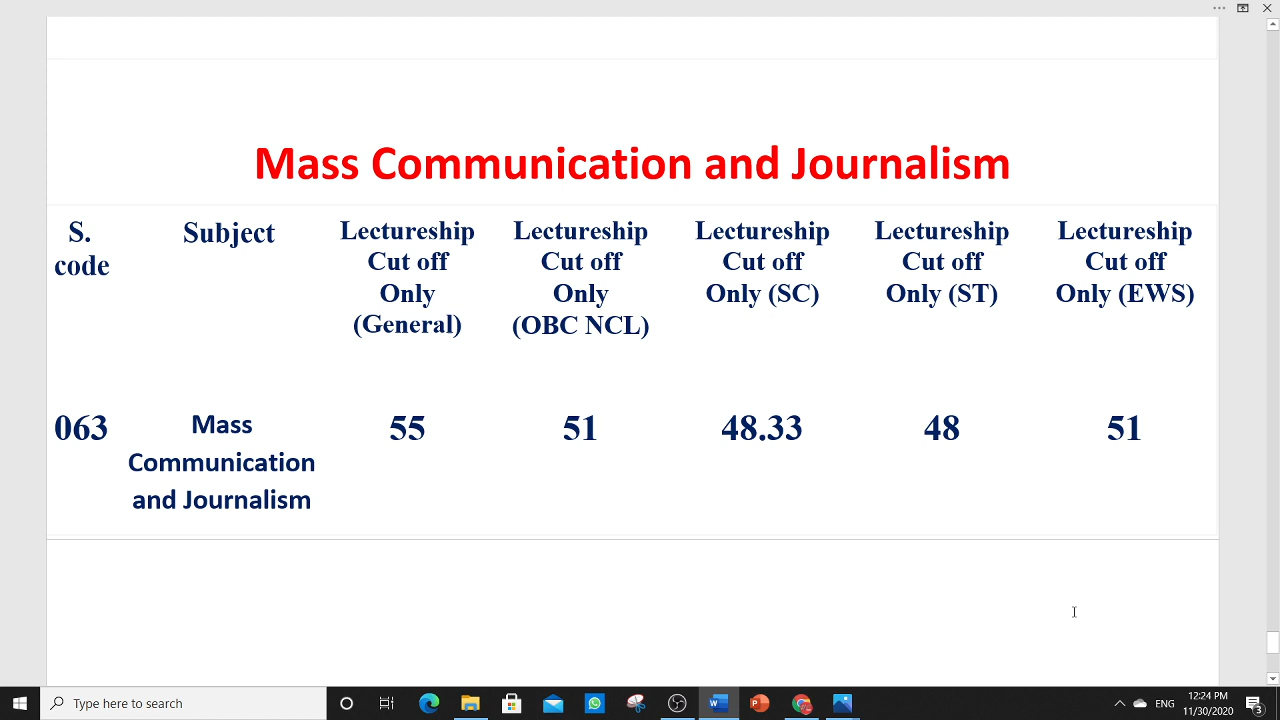 Mass Communication and Journalism
S. code
Subject
Lectureship Cut off Only (General)
Lectureship Cut off Only (OBC NCL)
Lectureship Cut off Only (SC)
Lectureship Cut off Only (ST)
Lectureship Cut off Only (EWS)
063
Mass Communication and Journalism
55
51
48.33
48
51
Type here to search
ENG
12:24 PM
11/30/2020
3